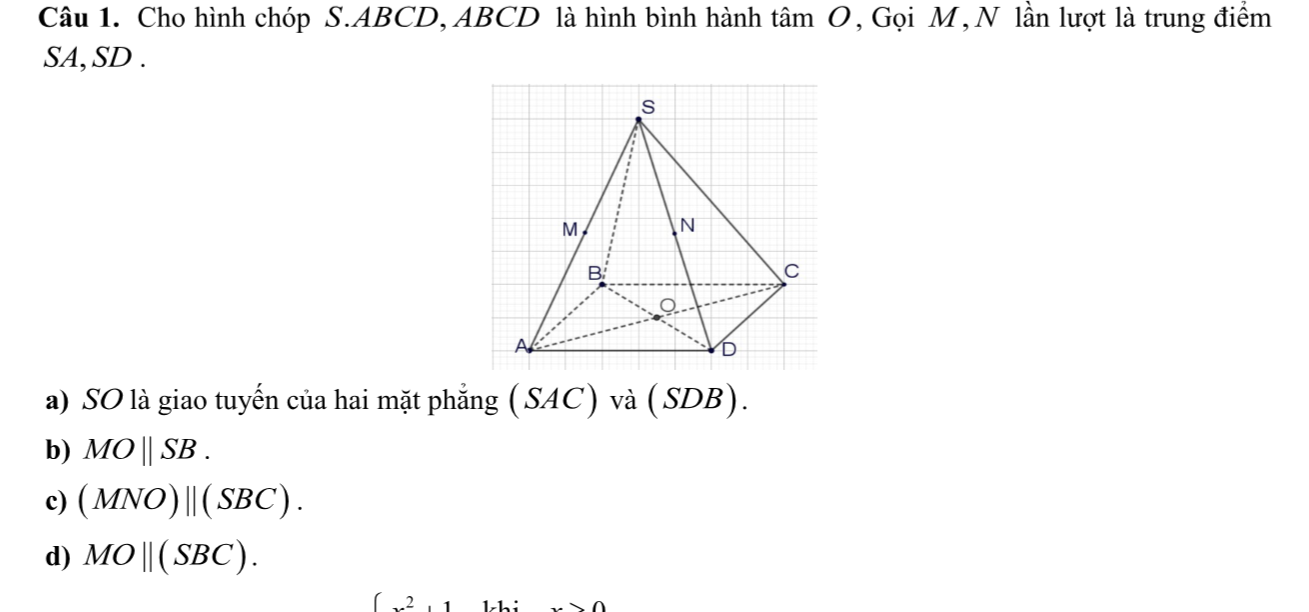 Câu 1. Cho hình chóp S.ABCD, ABCD là hình bình hành tâm O, Gọi M, N lần lượt là trung điểm
SA, SD .
S
M
N
B
C
O
A
D
a) SO là giao tuyến của hai mặt phẳng (SAC) và (SDB).
b) MO || SB .
c) (MNO) || (SBC).
d) MO || (SBC).